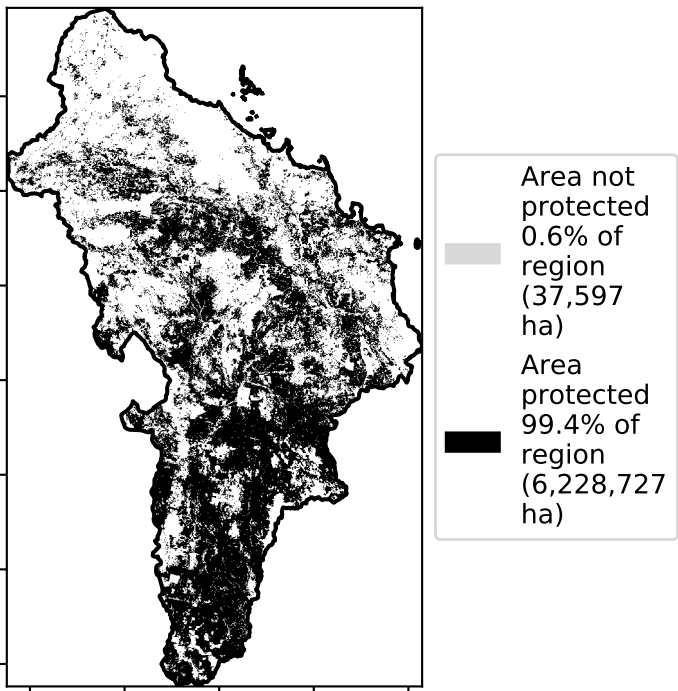 Area not
protected
0.6% of
region
(37,597
ha)
Area
protected
99.4% of
region
(6,228,727
ha)